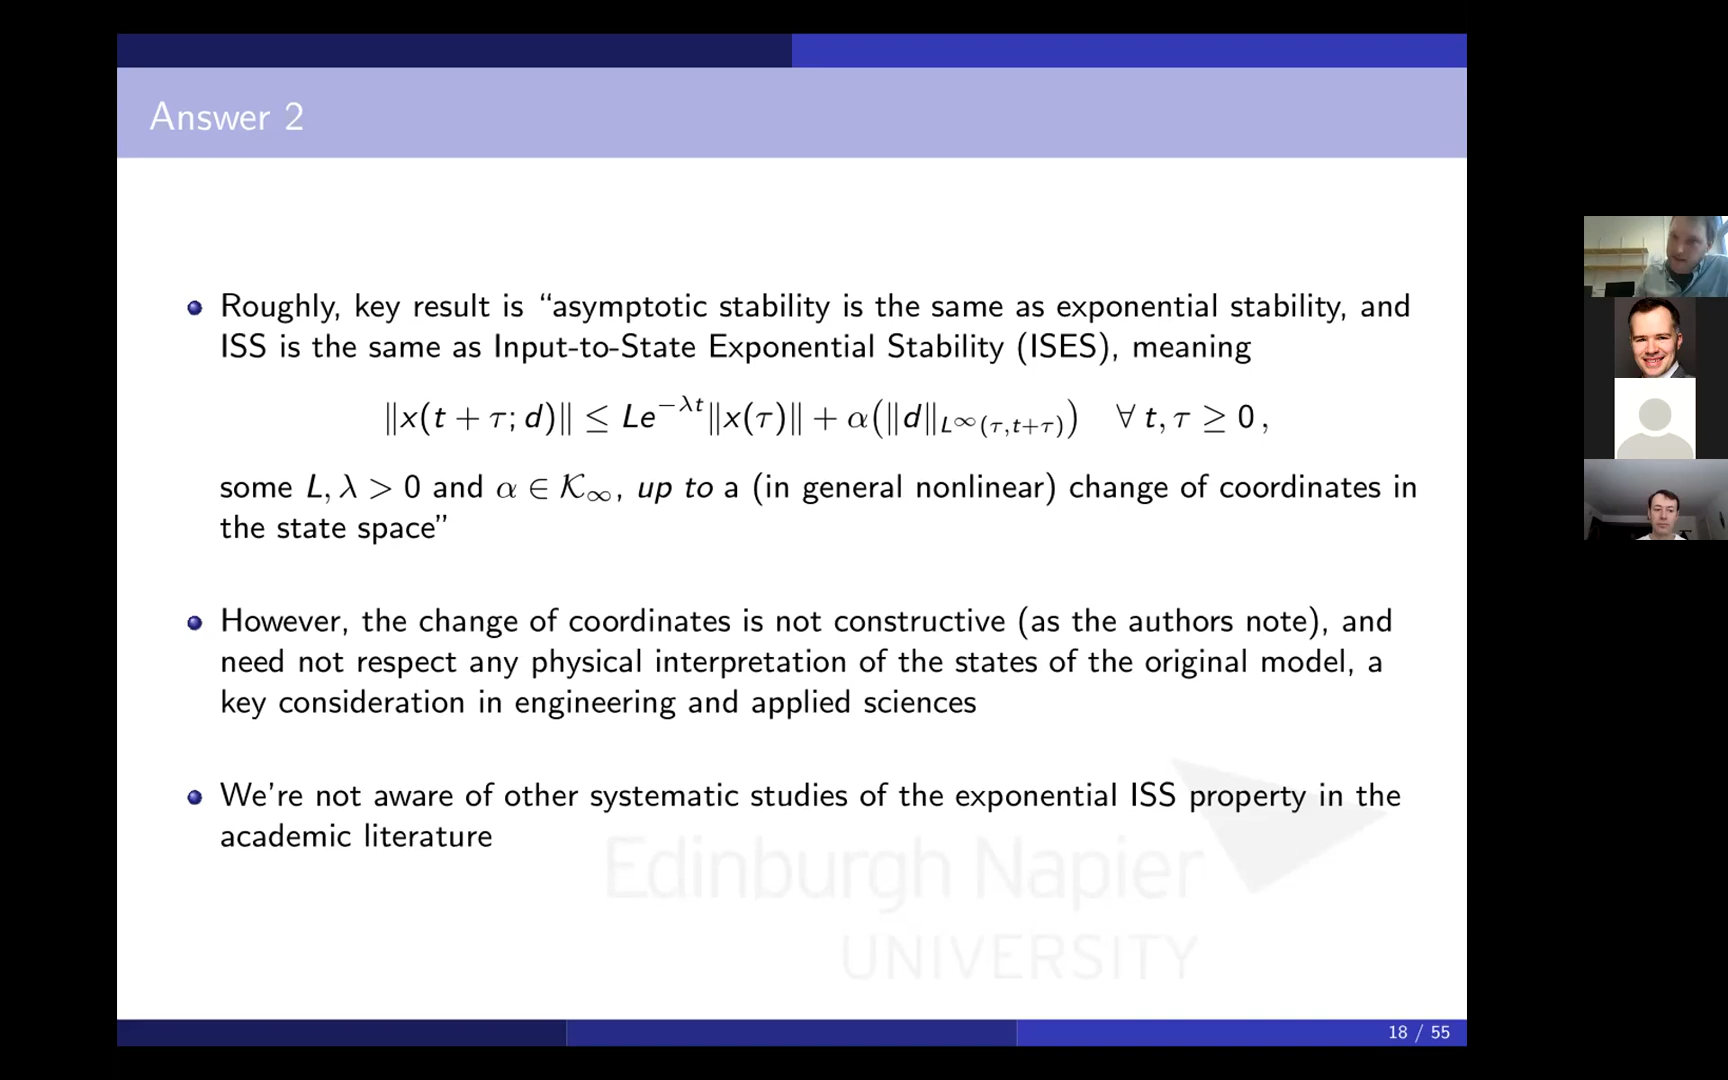 Answer 2
Roughly, key result is “asymptotic stability is the same as exponential stability, and
ISS is the same as Input-to-State Exponential Stability (ISES), meaning
‖x(t + τ; d)‖ ≤ Le^{−λt}‖x(τ)‖ + α(‖d‖_{L^∞(τ,t+τ)}) ∀ t, τ ≥ 0 ,
some L, λ > 0 and α ∈ 𝒦_∞, up to a (in general nonlinear) change of coordinates in
the state space”
However, the change of coordinates is not constructive (as the authors note), and
need not respect any physical interpretation of the states of the original model, a
key consideration in engineering and applied sciences
We’re not aware of other systematic studies of the exponential ISS property in the
academic literature
Edinburgh Napier
UNIVERSITY
18 / 55